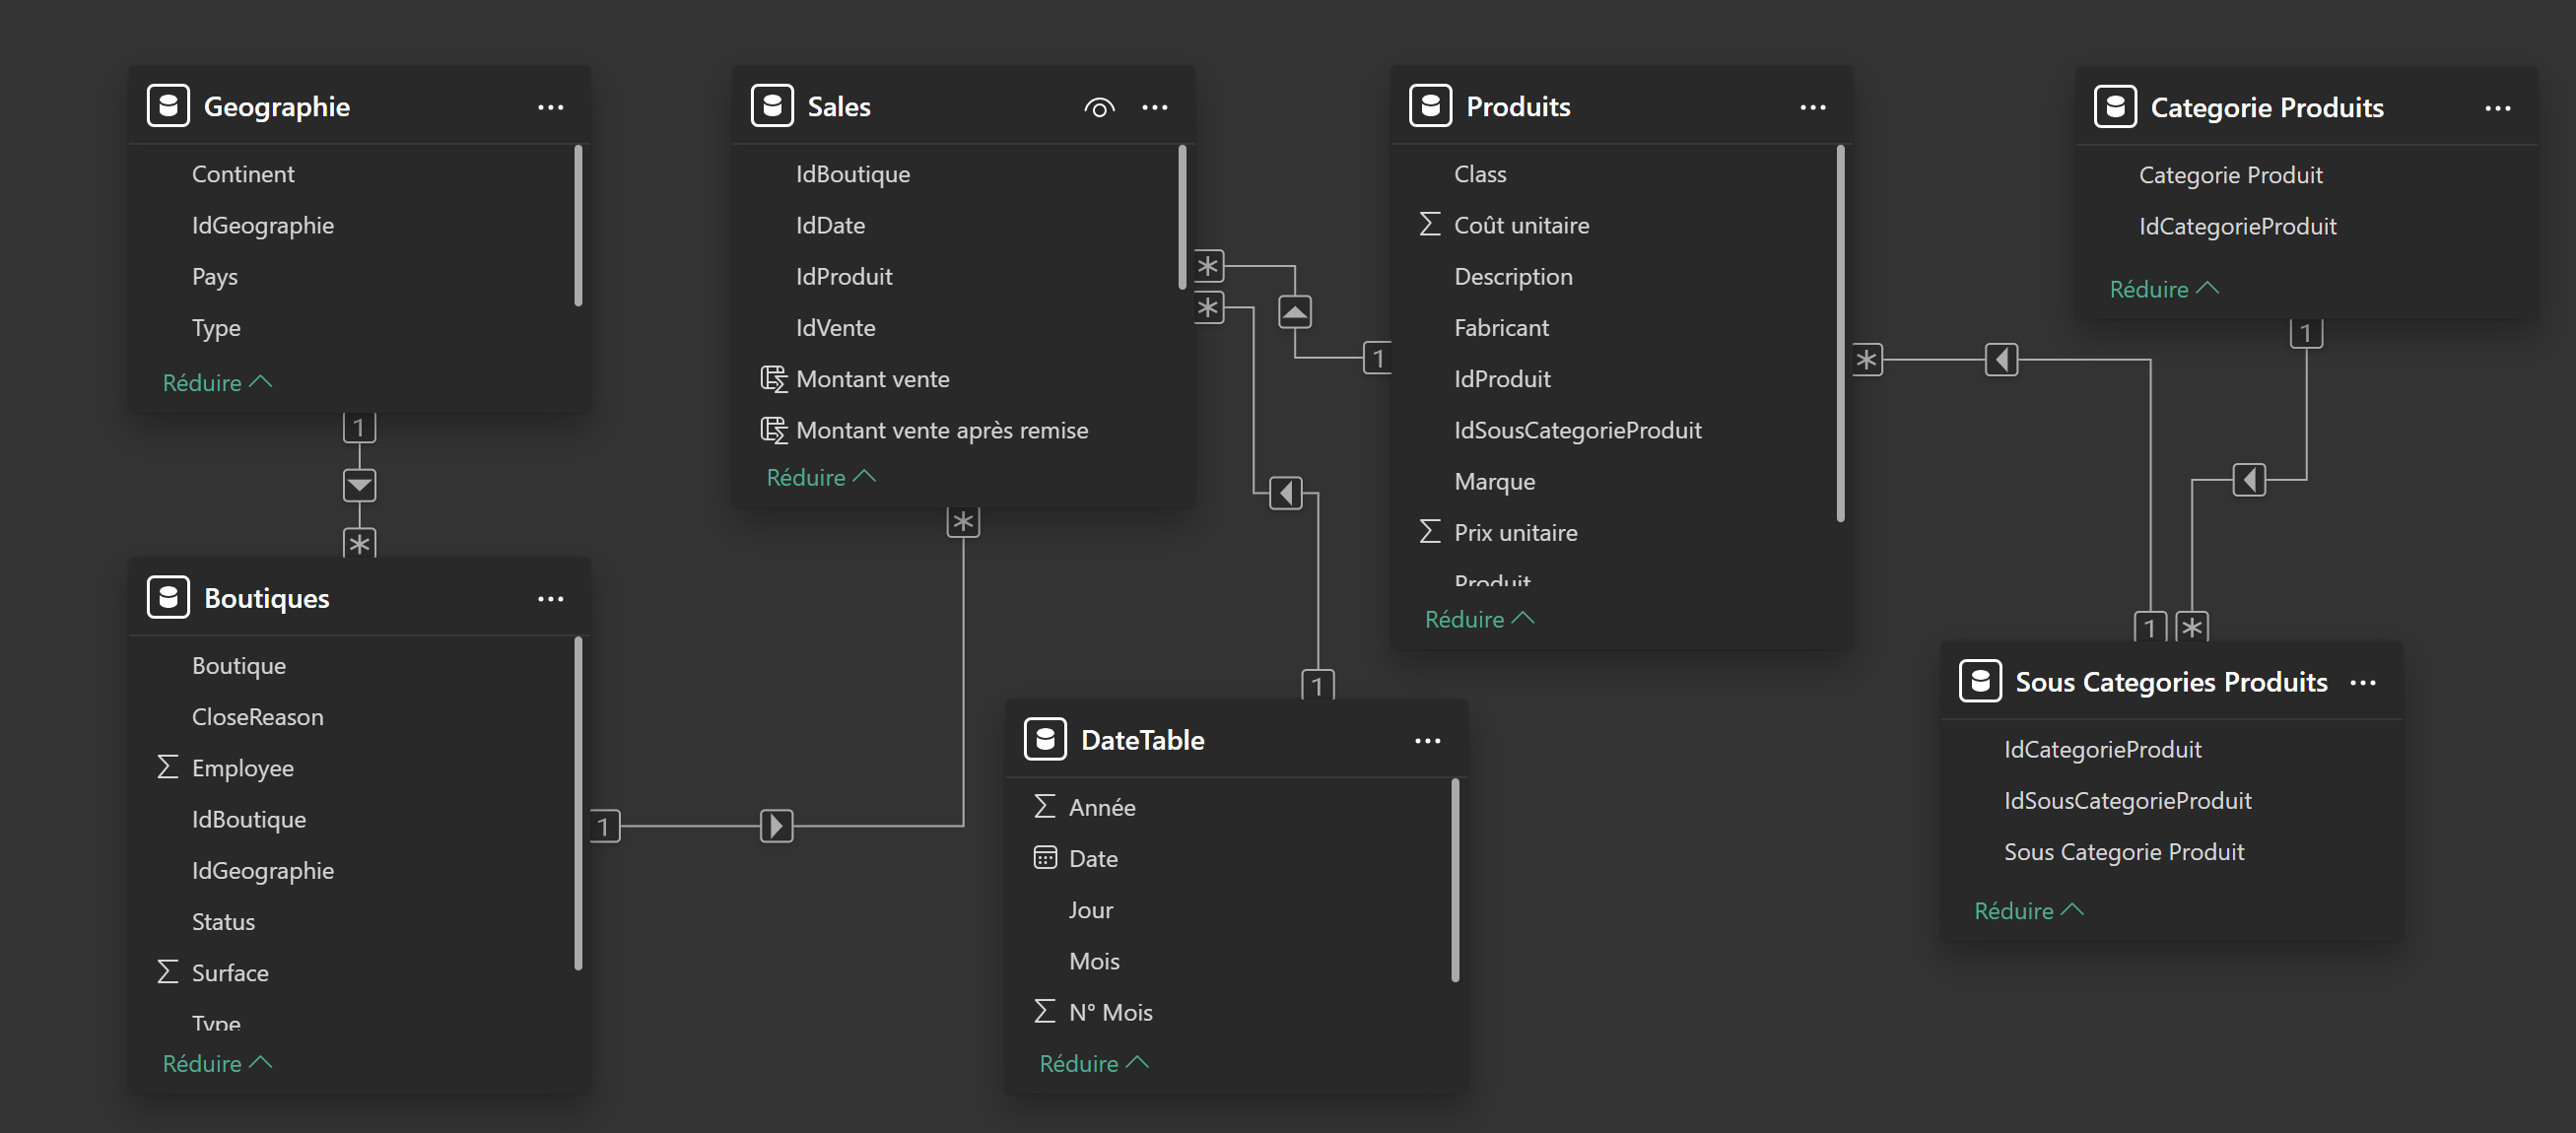 Geographie
Continent
IdGeographie
Pays
Type
Réduire
1
*
Boutiques
Boutique
CloseReason
Employee
IdBoutique
IdGeographie
Status
Surface
Type
Réduire
1
Sales
IdBoutique
IdDate
IdProduit
IdVente
Montant vente
Montant vente après remise
Réduire
*
*
*
1
1
DateTable
Année
Date
Jour
Mois
N° Mois
Réduire
Produits
Class
Coût unitaire
Description
Fabricant
IdProduit
IdSousCategorieProduit
Marque
Prix unitaire
Produit
Réduire
*
Categorie Produits
Categorie Produit
IdCategorieProduit
Réduire
1
1
*
Sous Categories Produits
IdCategorieProduit
IdSousCategorieProduit
Sous Categorie Produit
Réduire